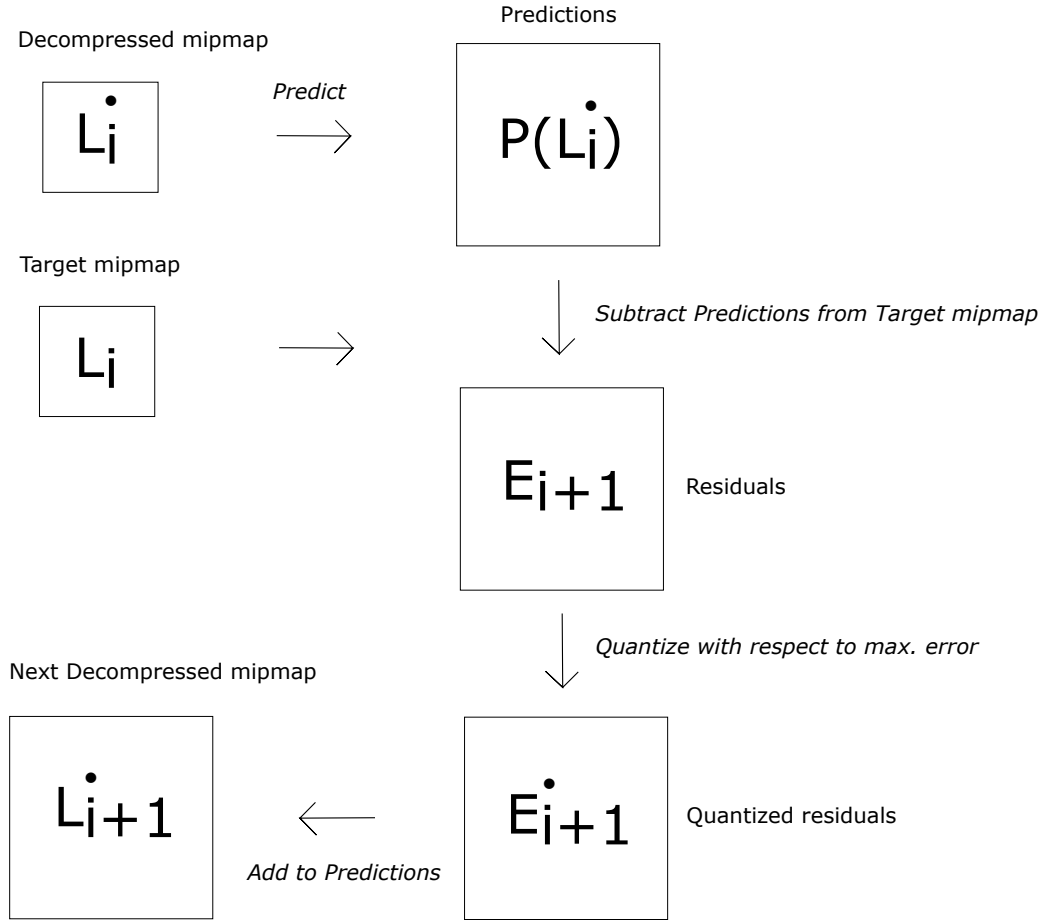 Predictions
Decompressed mipmap
Predict
L̇i
P(L̇i)
Target mipmap
Subtract Predictions from Target mipmap
Li
Ei+1
Residuals
Quantize with respect to max. error
Next Decompressed mipmap
L̇i+1
Ėi+1
Quantized residuals
Add to Predictions